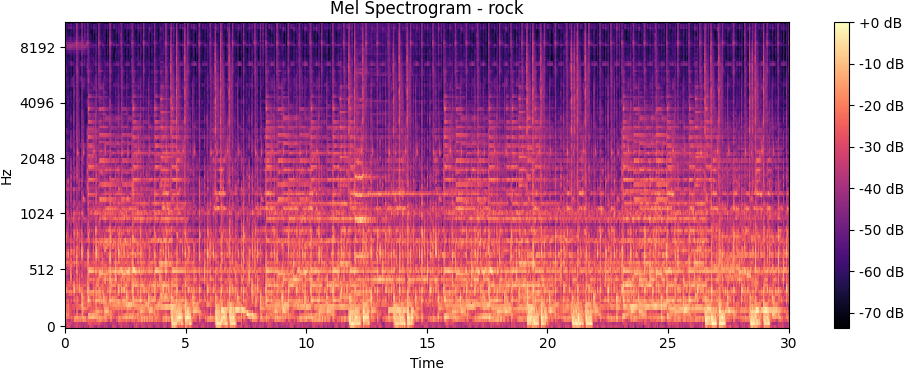 Mel Spectrogram - rock
Hz
8192
4096
2048
1024
512
0
0 5 10 15 20 25 30
Time
+0 dB
-10 dB
-20 dB
-30 dB
-40 dB
-50 dB
-60 dB
-70 dB